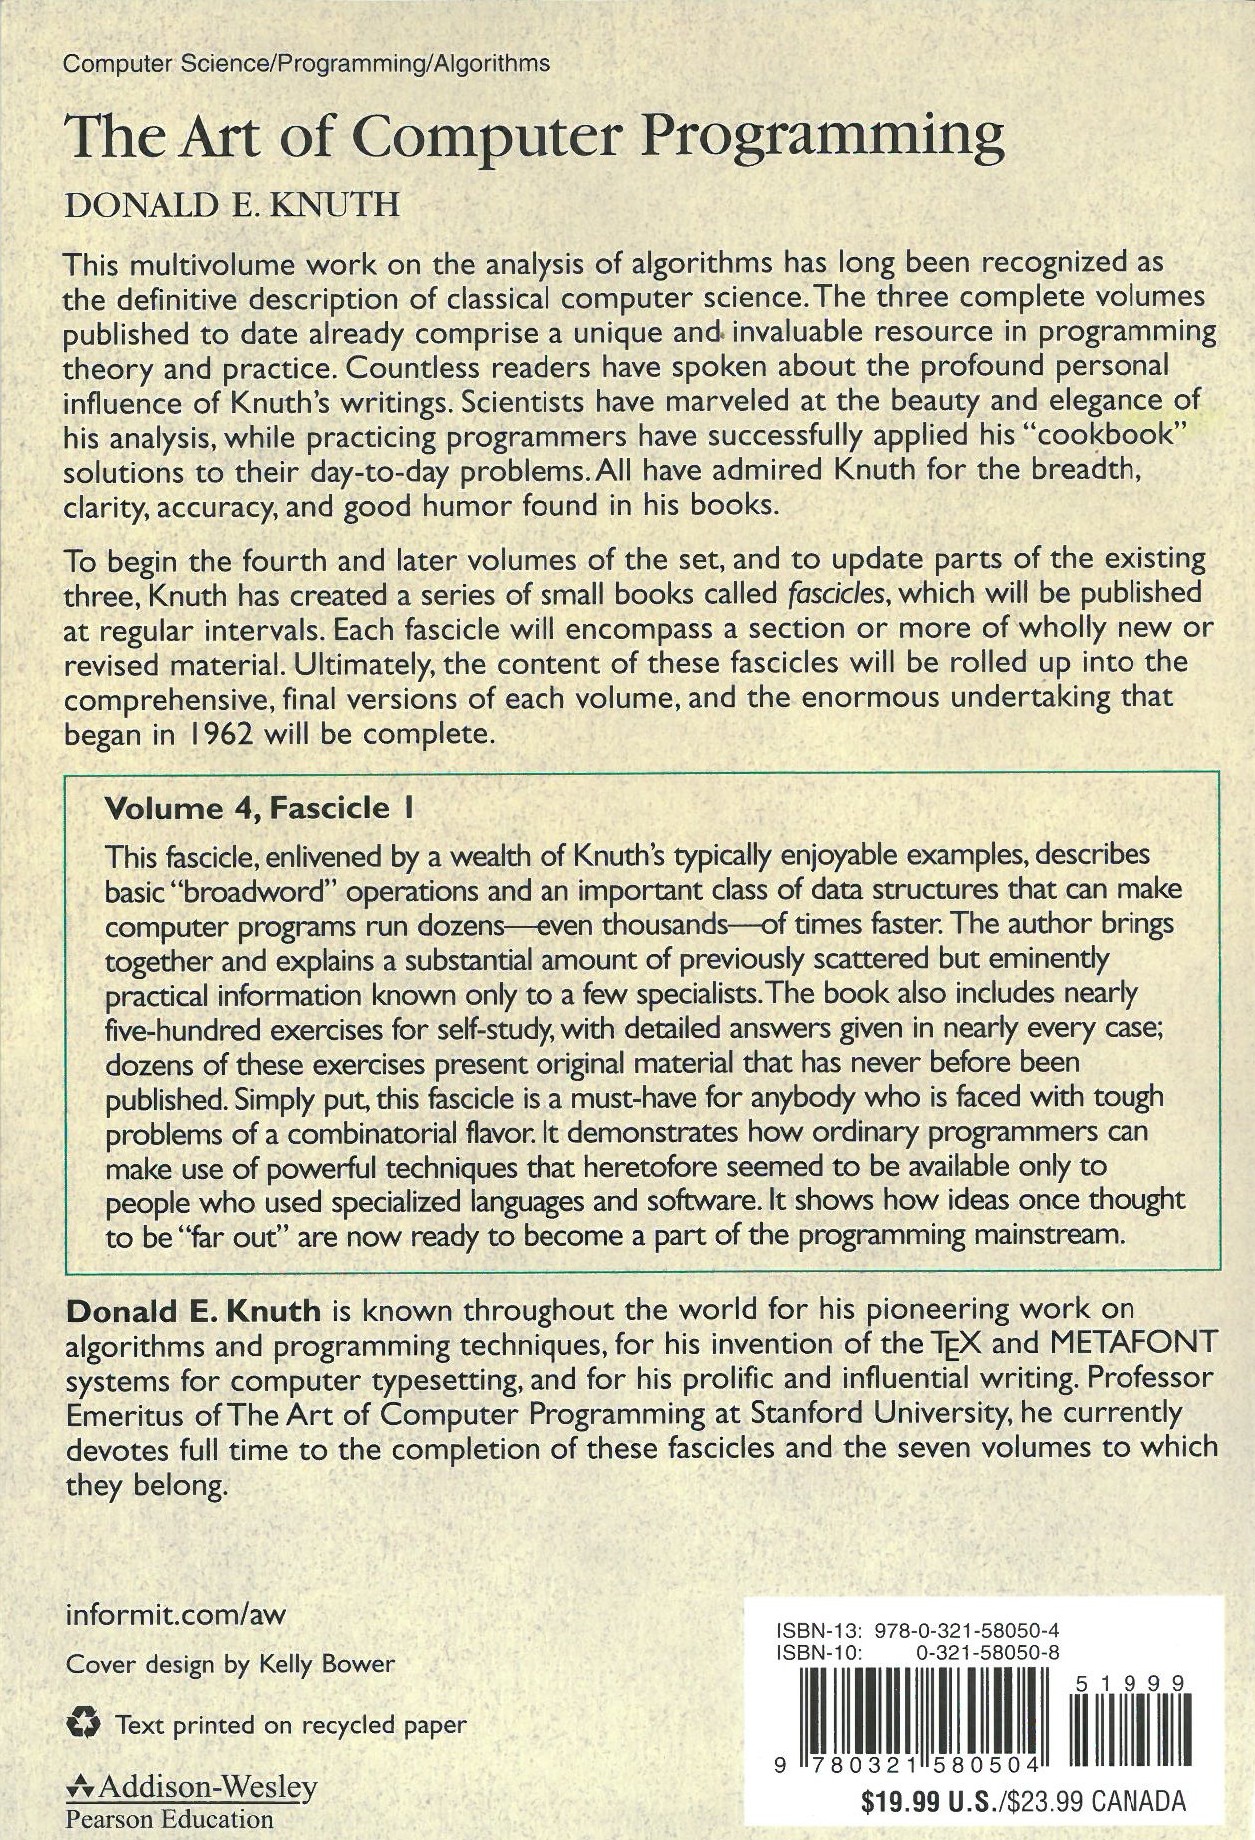 Computer Science/Programming/Algorithms
The Art of Computer Programming
DONALD E. KNUTH
This multivolume work on the analysis of algorithms has long been recognized as
the definitive description of classical computer science. The three complete volumes
published to date already comprise a unique and invaluable resource in programming
theory and practice. Countless readers have spoken about the profound personal
influence of Knuth's writings. Scientists have marveled at the beauty and elegance of
his analysis, while practicing programmers have successfully applied his “cookbook”
solutions to their day-to-day problems. All have admired Knuth for the breadth,
clarity, accuracy, and good humor found in his books.
To begin the fourth and later volumes of the set, and to update parts of the existing
three, Knuth has created a series of small books called fascicles, which will be published
at regular intervals. Each fascicle will encompass a section or more of wholly new or
revised material. Ultimately, the content of these fascicles will be rolled up into the
comprehensive, final versions of each volume, and the enormous undertaking that
began in 1962 will be complete.
Volume 4, Fascicle 1
This fascicle, enlivened by a wealth of Knuth's typically enjoyable examples, describes
basic “broadword” operations and an important class of data structures that can make
computer programs run dozens—even thousands—of times faster. The author brings
together and explains a substantial amount of previously scattered but eminently
practical information known only to a few specialists. The book also includes nearly
five-hundred exercises for self-study, with detailed answers given in nearly every case;
dozens of these exercises present original material that has never before been
published. Simply put, this fascicle is a must-have for anybody who is faced with tough
problems of a combinatorial flavor. It demonstrates how ordinary programmers can
make use of powerful techniques that heretofore seemed to be available only to
people who used specialized languages and software. It shows how ideas once thought
to be “far out” are now ready to become a part of the programming mainstream.
Donald E. Knuth is known throughout the world for his pioneering work on
algorithms and programming techniques, for his invention of the TEX and METAFONT
systems for computer typesetting, and for his prolific and influential writing. Professor
Emeritus of The Art of Computer Programming at Stanford University, he currently
devotes full time to the completion of these fascicles and the seven volumes to which
they belong.
informit.com/aw
Cover design by Kelly Bower
Text printed on recycled paper
Addison-Wesley
Pearson Education
ISBN-13: 978-0-321-58050-4
ISBN-10: 0-321-58050-8
51999
9 780321 580504
$19.99 U.S./$23.99 CANADA